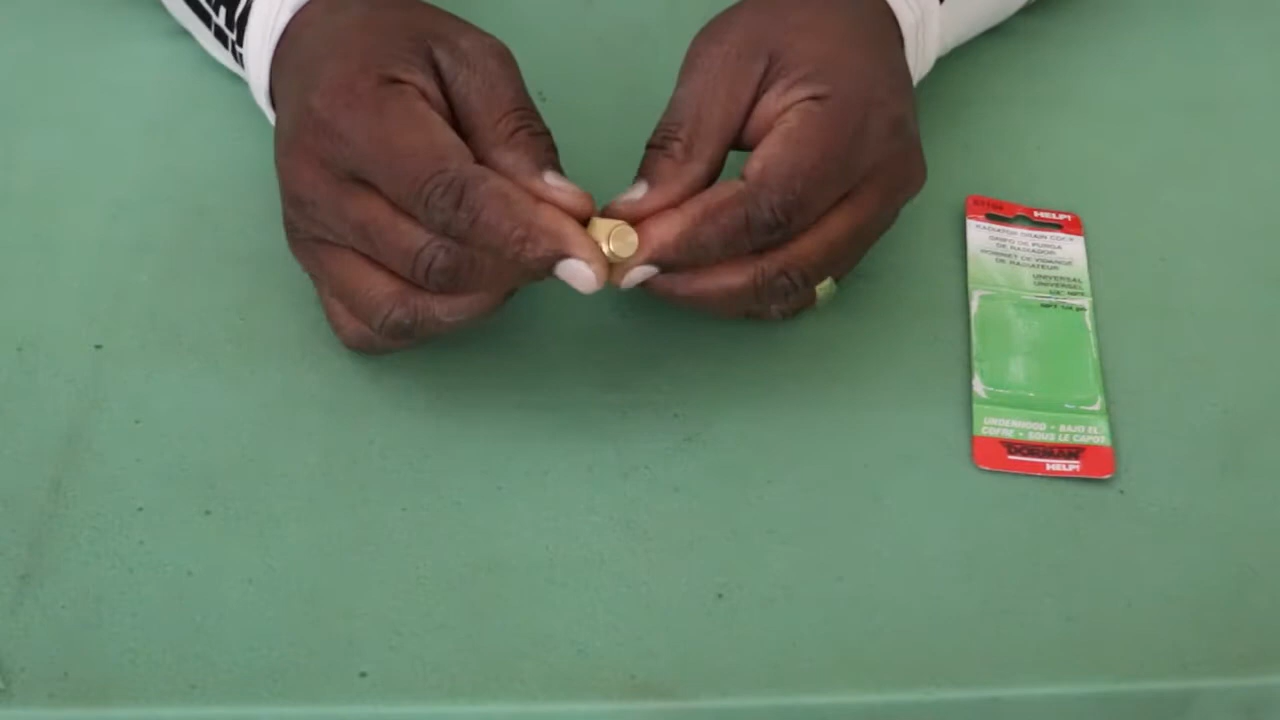 HELP!
RADIATOR DRAIN COCK
GRIFO DE PURGA
DE RADIADOR
ROBINET DE VIDANGE
DE RADIATEUR
UNIVERSAL
UNIVERSEL
UNDERHOOD • BAJO EL
COFRE • SOUS LE CAPOT
DORMAN
HELP!